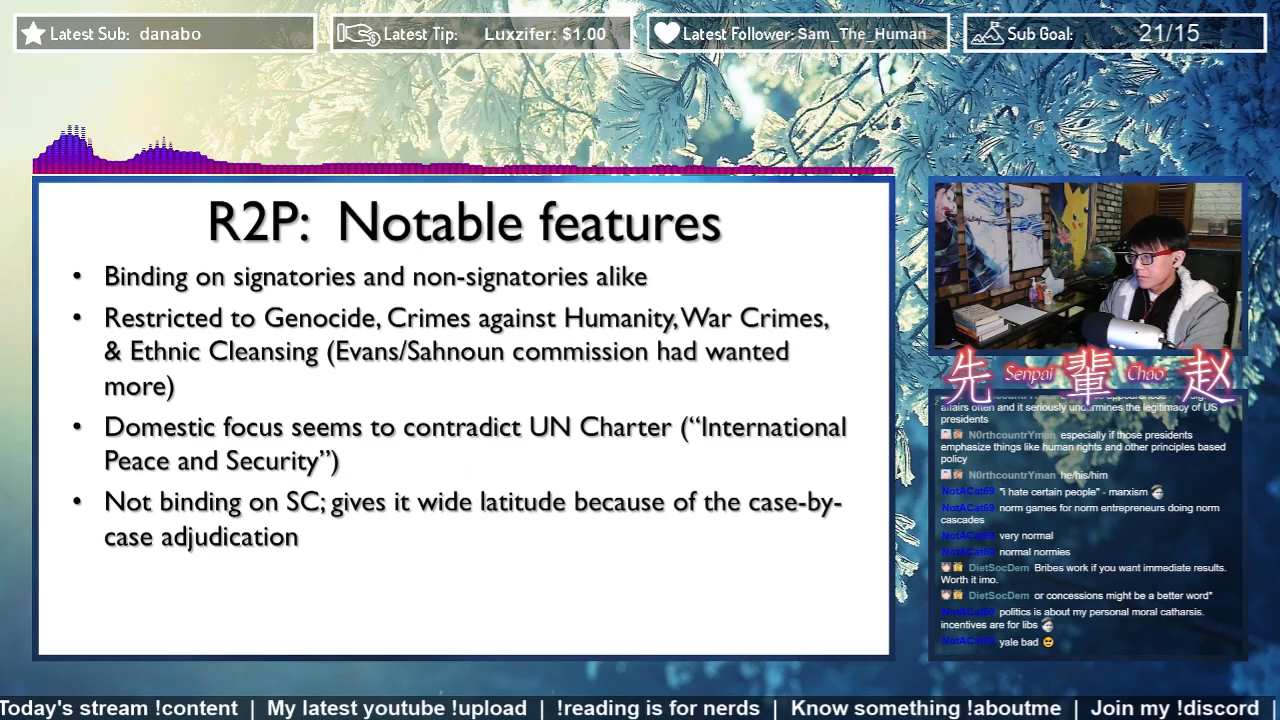 Latest Sub: danabo
Latest Tip: Luxzifer: $1.00
Latest Follower: Sam_The_Human
Sub Goal: 21/15
R2P: Notable features
• Binding on signatories and non-signatories alike
• Restricted to Genocide, Crimes against Humanity, War Crimes,
& Ethnic Cleansing (Evans/Sahnoun commission had wanted
more)
• Domestic focus seems to contradict UN Charter (“International
Peace and Security”)
• Not binding on SC; gives it wide latitude because of the case-by-
case adjudication
先 Senpai 輩 Chao 赵
affairs often and it seriously undermines the legitimacy of US
presidents
N0rthcountrYman especially if those presidents
emphasize things like human rights and other principles based
policy
N0rthcountrYman he/his/him
NotACat69 "i hate certain people" - marxism
NotACat69 norm games for norm entrepreneurs doing norm
cascades
NotACat69 very normal
NotACat69 normal normies
DietSocDem Bribes work if you want immediate results.
Worth it imo.
DietSocDem or concessions might be a better word*
NotACat69 politics is about my personal moral catharsis.
incentives are for libs
NotACat69 yale bad
Today's stream !content | My latest youtube !upload | !reading is for nerds | Know something !aboutme | Join my !discord |